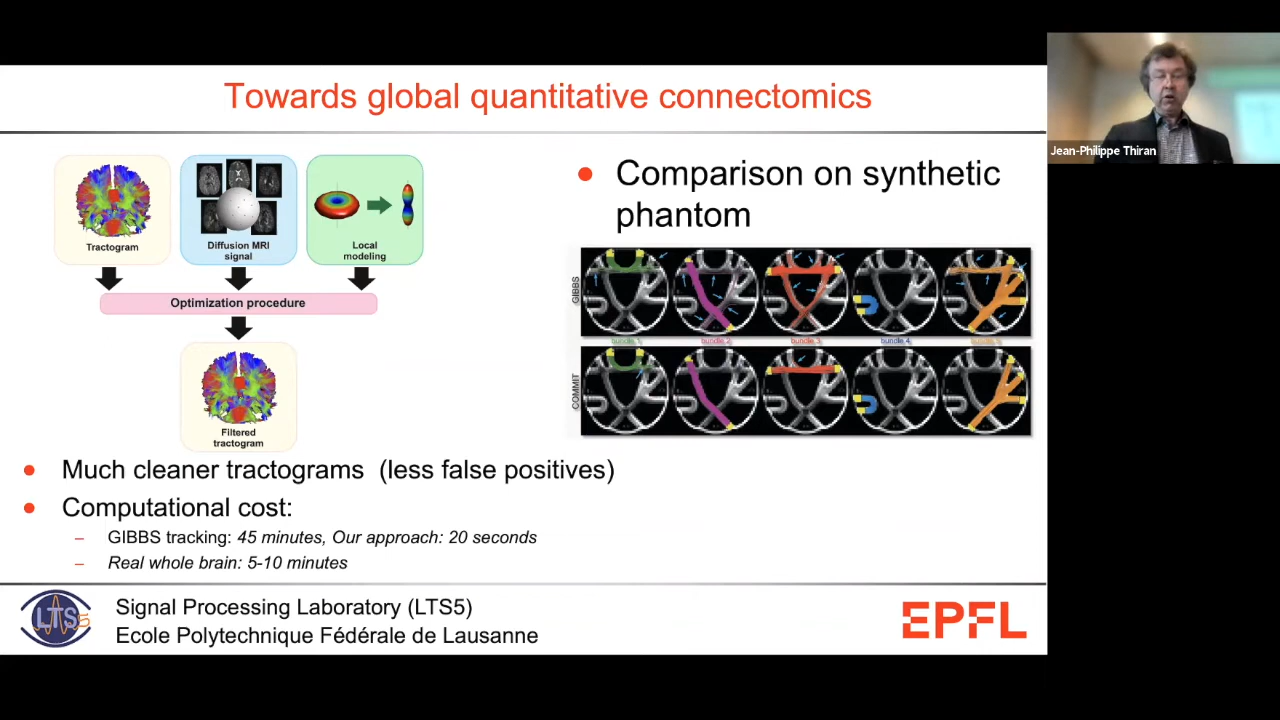 Towards global quantitative connectomics
Jean-Philippe Thiran
Tractogram
Diffusion MRI
signal
Local
modeling
Optimization procedure
Filtered
tractogram
• Comparison on synthetic
phantom
GIBBS
bundle 1
bundle 2
bundle 3
bundle 4
COMMIT
• Much cleaner tractograms (less false positives)
• Computational cost:
– GIBBS tracking: 45 minutes, Our approach: 20 seconds
– Real whole brain: 5-10 minutes
LTS5
Signal Processing Laboratory (LTS5)
Ecole Polytechnique Fédérale de Lausanne
EPFL